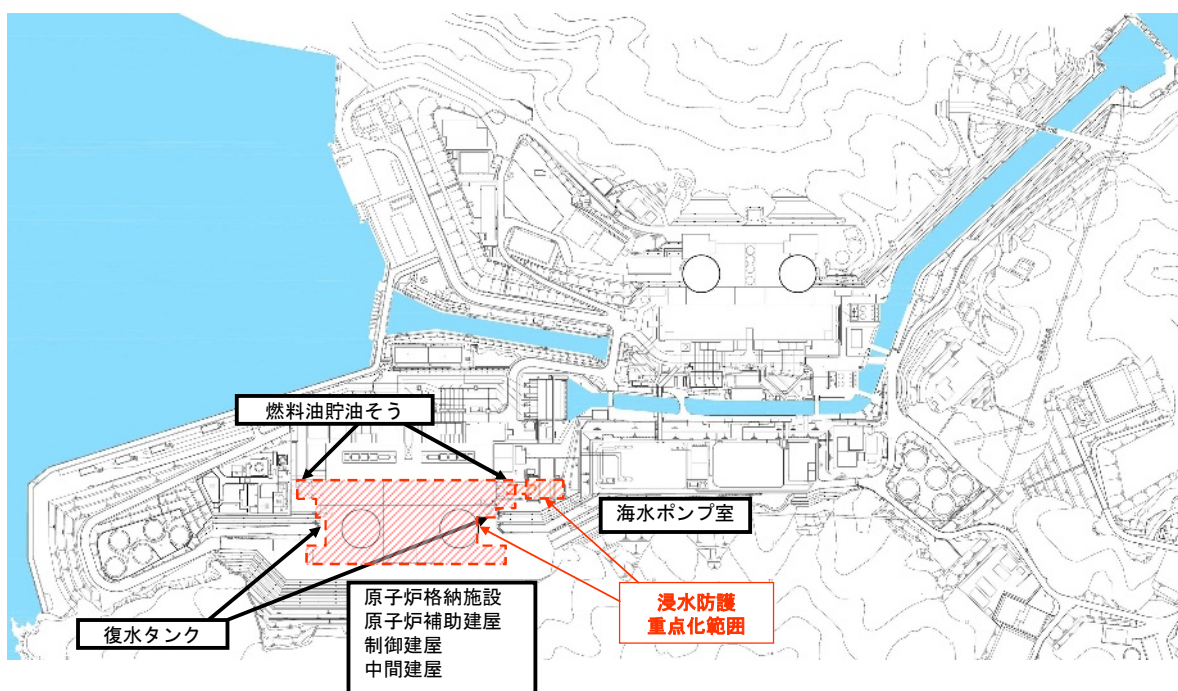 燃料油貯油そう
海水ポンプ室
復水タンク
原子炉格納施設
原子炉補助建屋
制御建屋
中間建屋
浸水防護
重点化範囲